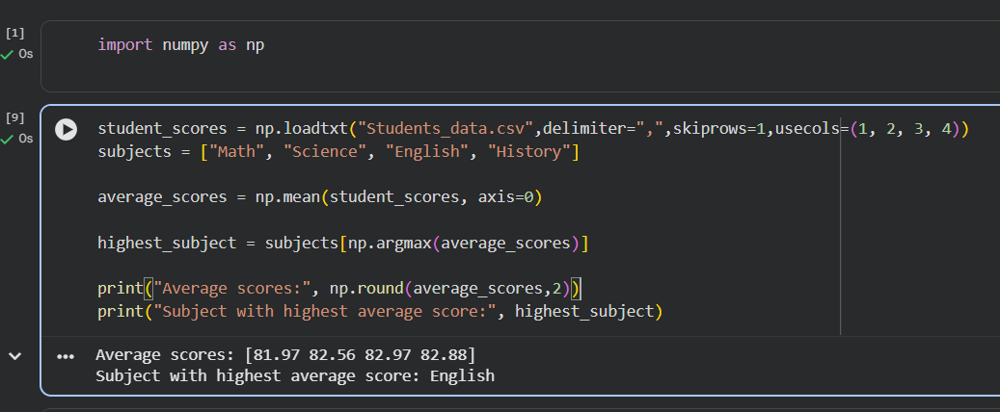 [1]
0s
import numpy as np
[9]
0s
student_scores = np.loadtxt("Students_data.csv",delimiter=",",skiprows=1,usecols=(1, 2, 3, 4))
subjects = ["Math", "Science", "English", "History"]
average_scores = np.mean(student_scores, axis=0)
highest_subject = subjects[np.argmax(average_scores)]
print("Average scores:", np.round(average_scores,2))
print("Subject with highest average score:", highest_subject)
Average scores: [81.97 82.56 82.97 82.88]
Subject with highest average score: English